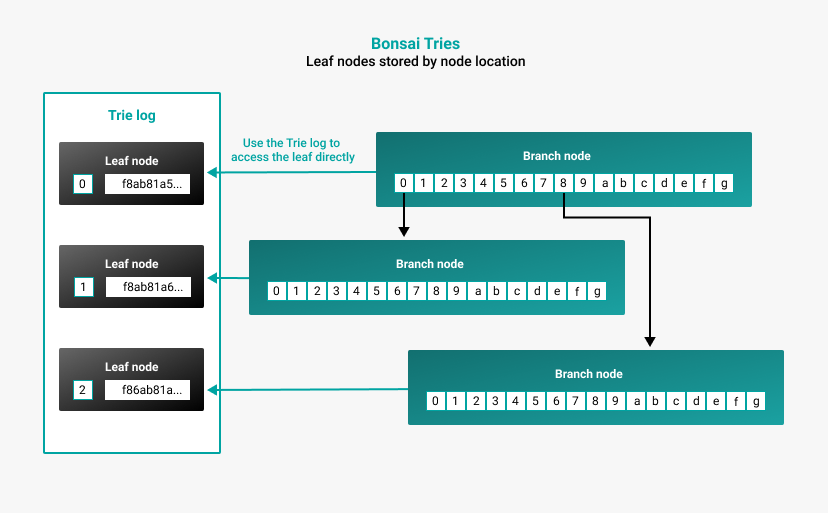 Bonsai Tries
Leaf nodes stored by node location
Trie log
Leaf node
0 f8ab81a5...
Use the Trie log to
access the leaf directly
Branch node
0 1 2 3 4 5 6 7 8 9 a b c d e f g
Leaf node
1 f8ab81a6...
Branch node
0 1 2 3 4 5 6 7 8 9 a b c d e f g
Leaf node
2 f86ab81a...
Branch node
0 1 2 3 4 5 6 7 8 9 a b c d e f g